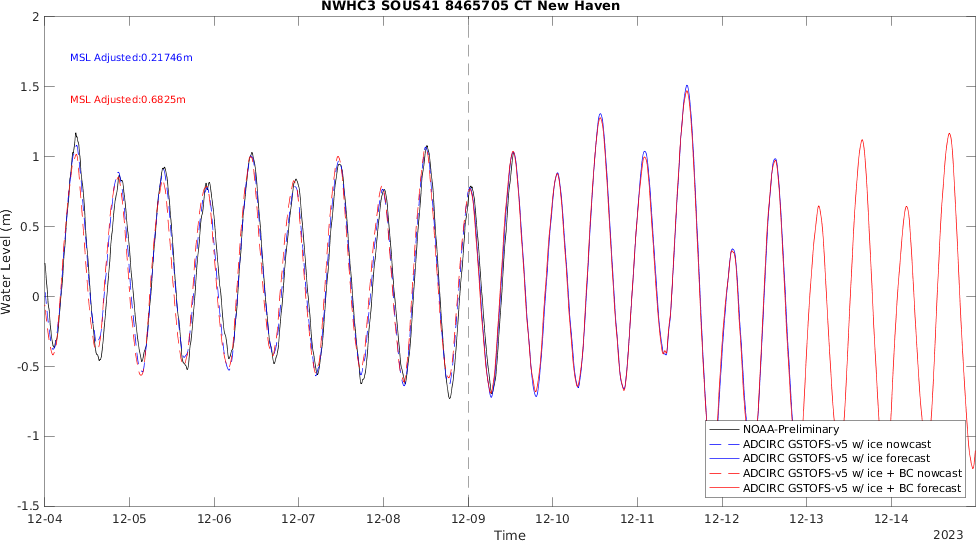 NWHC3 SOUS41 8465705 CT New Haven
2
MSL Adjusted:0.21746m
1.5
MSL Adjusted:0.6825m
1
0.5
Water Level (m)
0
-0.5
-1
-1.5
NOAA-Preliminary
ADCIRC GSTOFS-v5 w/ ice nowcast
ADCIRC GSTOFS-v5 w/ ice forecast
ADCIRC GSTOFS-v5 w/ ice + BC nowcast
ADCIRC GSTOFS-v5 w/ ice + BC forecast
12-04 12-05 12-06 12-07 12-08 12-09 12-10 12-11 12-12 12-13 12-14
Time
2023